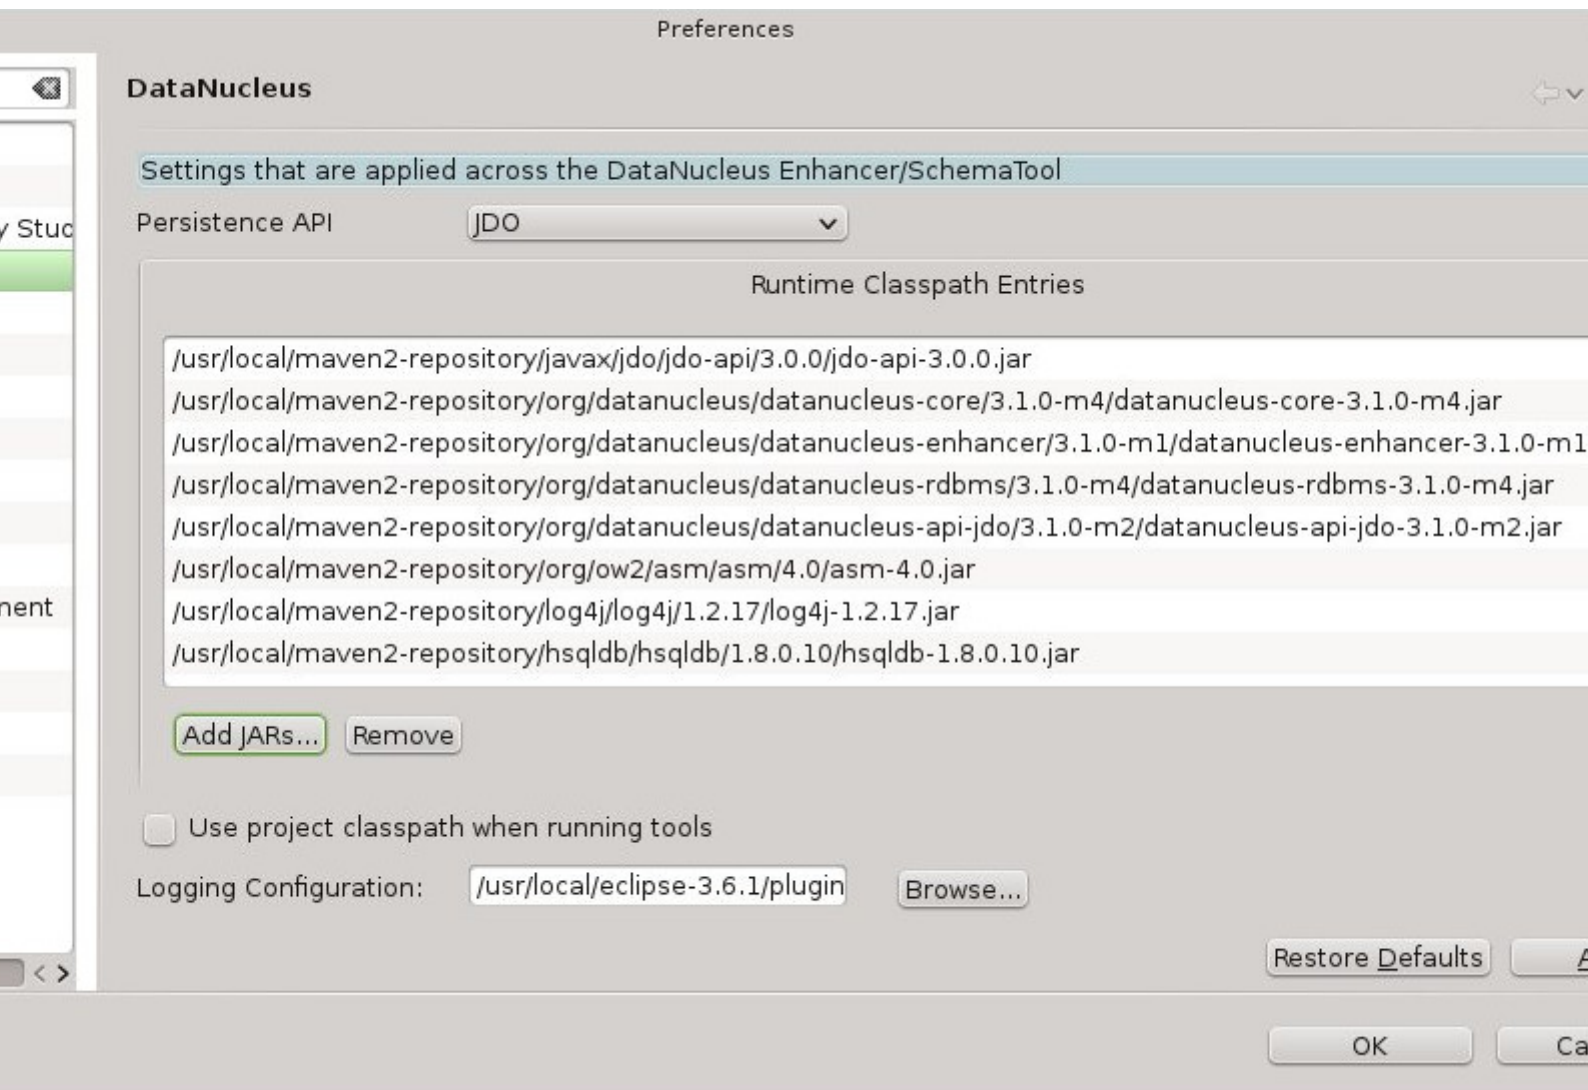 Preferences
DataNucleus
Settings that are applied across the DataNucleus Enhancer/SchemaTool
Persistence API JDO
Runtime Classpath Entries
/usr/local/maven2-repository/javax/jdo/jdo-api/3.0.0/jdo-api-3.0.0.jar
/usr/local/maven2-repository/org/datanucleus/datanucleus-core/3.1.0-m4/datanucleus-core-3.1.0-m4.jar
/usr/local/maven2-repository/org/datanucleus/datanucleus-enhancer/3.1.0-m1/datanucleus-enhancer-3.1.0-m1
/usr/local/maven2-repository/org/datanucleus/datanucleus-rdbms/3.1.0-m4/datanucleus-rdbms-3.1.0-m4.jar
/usr/local/maven2-repository/org/datanucleus/datanucleus-api-jdo/3.1.0-m2/datanucleus-api-jdo-3.1.0-m2.jar
/usr/local/maven2-repository/org/ow2/asm/asm/4.0/asm-4.0.jar
/usr/local/maven2-repository/log4j/log4j/1.2.17/log4j-1.2.17.jar
/usr/local/maven2-repository/hsqldb/hsqldb/1.8.0.10/hsqldb-1.8.0.10.jar
Add JARs... Remove
Use project classpath when running tools
Logging Configuration: /usr/local/eclipse-3.6.1/plugin Browse...
Restore Defaults
OK